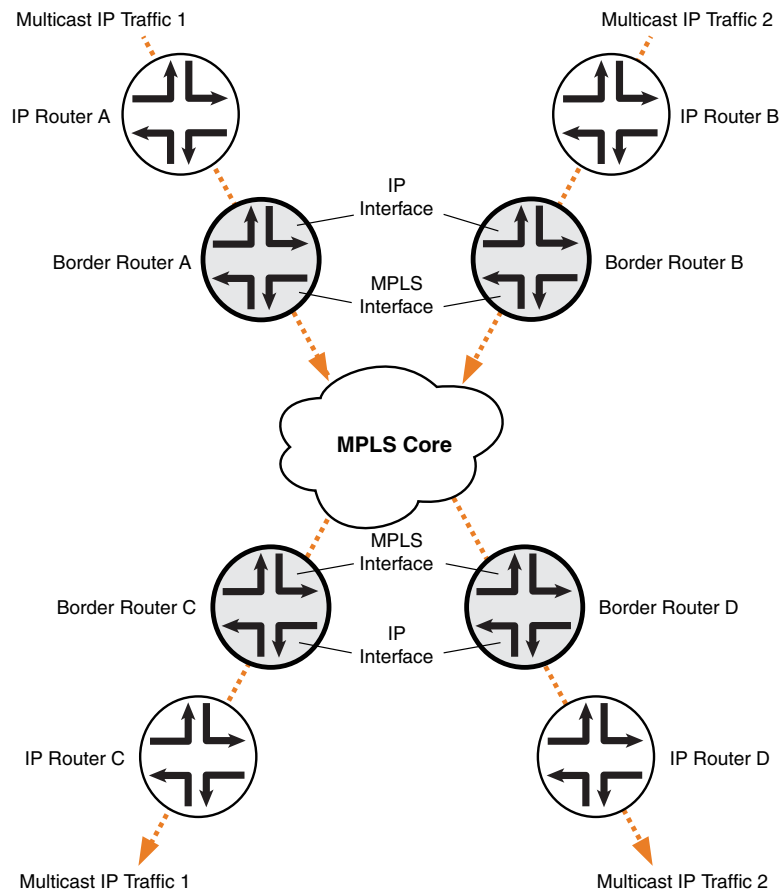 Multicast IP Traffic 1
Multicast IP Traffic 2
IP Router A
IP Router B
IP
Interface
Border Router A
Border Router B
MPLS
Interface
MPLS Core
MPLS
Interface
Border Router C
Border Router D
IP
Interface
IP Router C
IP Router D
Multicast IP Traffic 1
Multicast IP Traffic 2